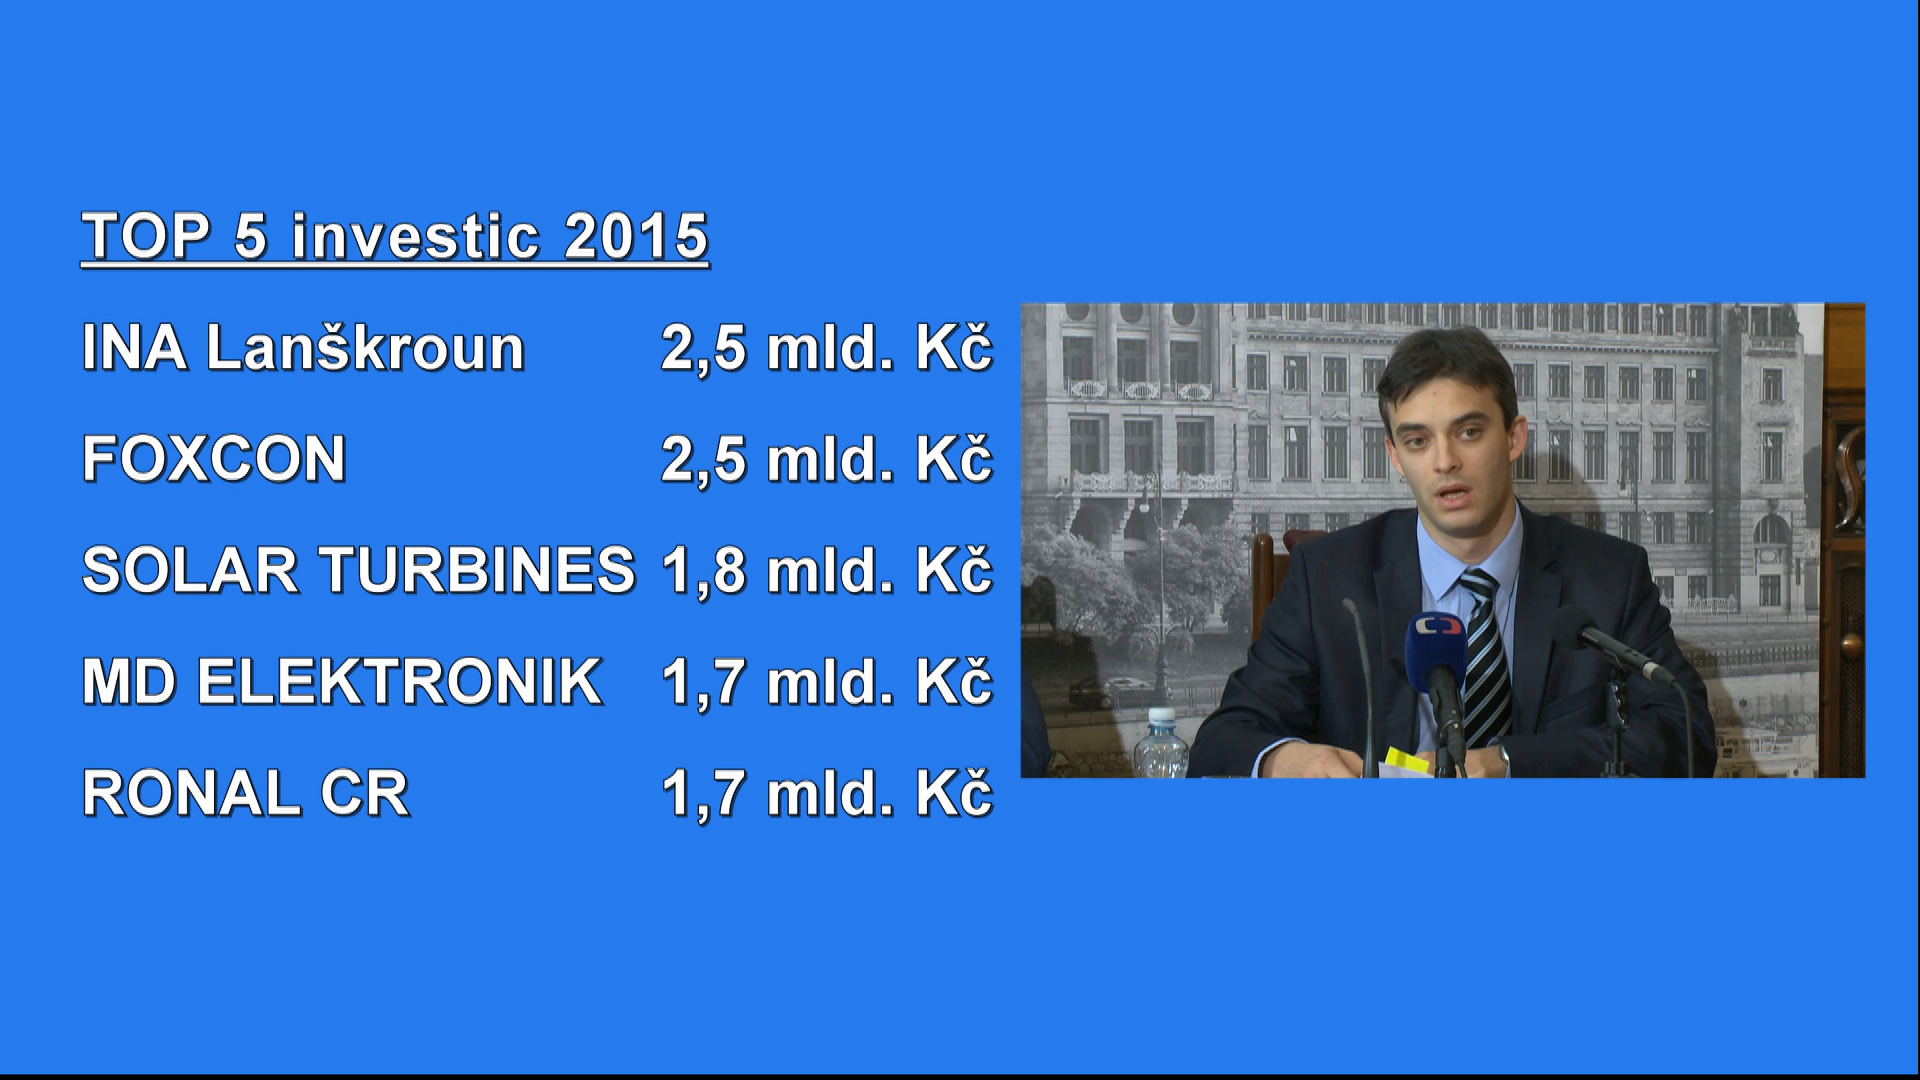 TOP 5 investic 2015
INA Lanškroun 2,5 mld. Kč
FOXCON 2,5 mld. Kč
SOLAR TURBINES 1,8 mld. Kč
MD ELEKTRONIK 1,7 mld. Kč
RONAL CR 1,7 mld. Kč